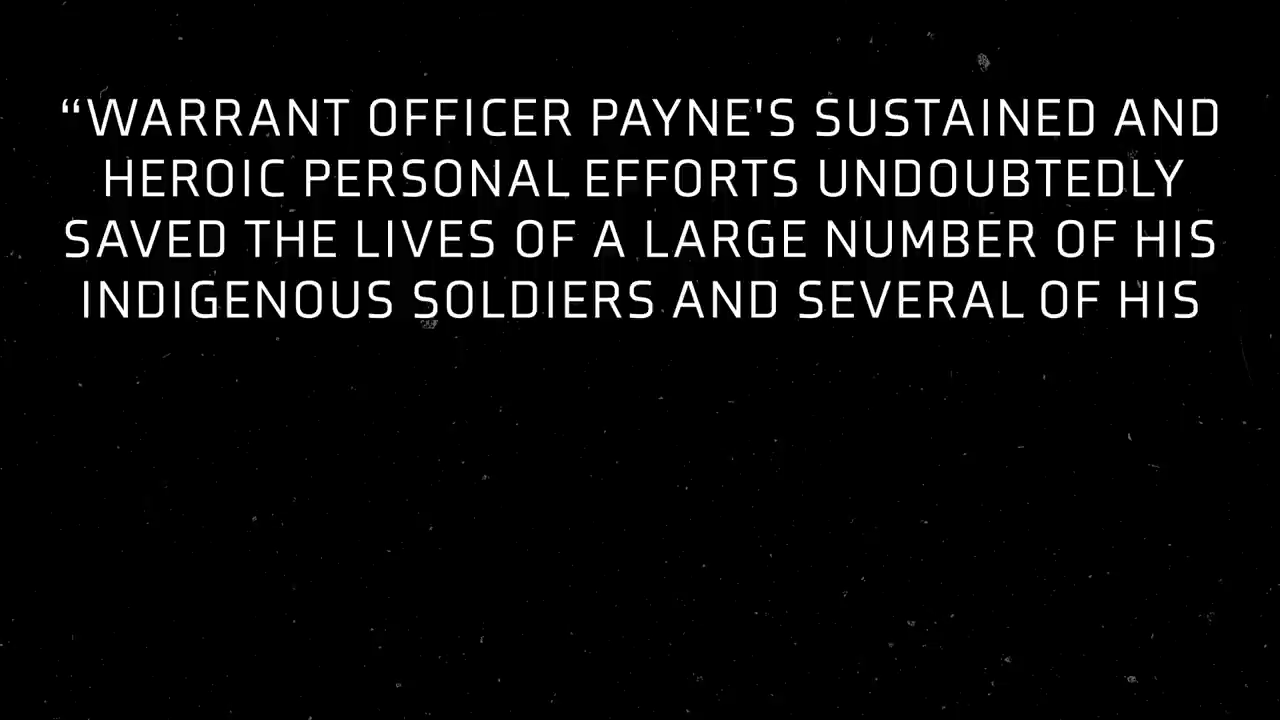 “WARRANT OFFICER PAYNE'S SUSTAINED AND
HEROIC PERSONAL EFFORTS UNDOUBTEDLY
SAVED THE LIVES OF A LARGE NUMBER OF HIS
INDIGENOUS SOLDIERS AND SEVERAL OF HIS